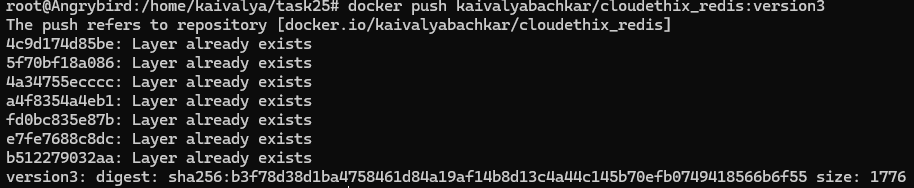 root@Angrybird:/home/kaivalya/task25# docker push kaivalyabachkar/cloudethix_redis:version3
The push refers to repository [docker.io/kaivalyabachkar/cloudethix_redis]
4c9d174d85be: Layer already exists
5f70bf18a086: Layer already exists
4a34755ecccc: Layer already exists
a4f8354a4eb1: Layer already exists
fd0bc835e87b: Layer already exists
e7fe7688c8dc: Layer already exists
b512279032aa: Layer already exists
version3: digest: sha256:b3f78d38d1ba4758461d84a19af14b8d13c4a44c145b70efb0749418566b6f55 size: 1776